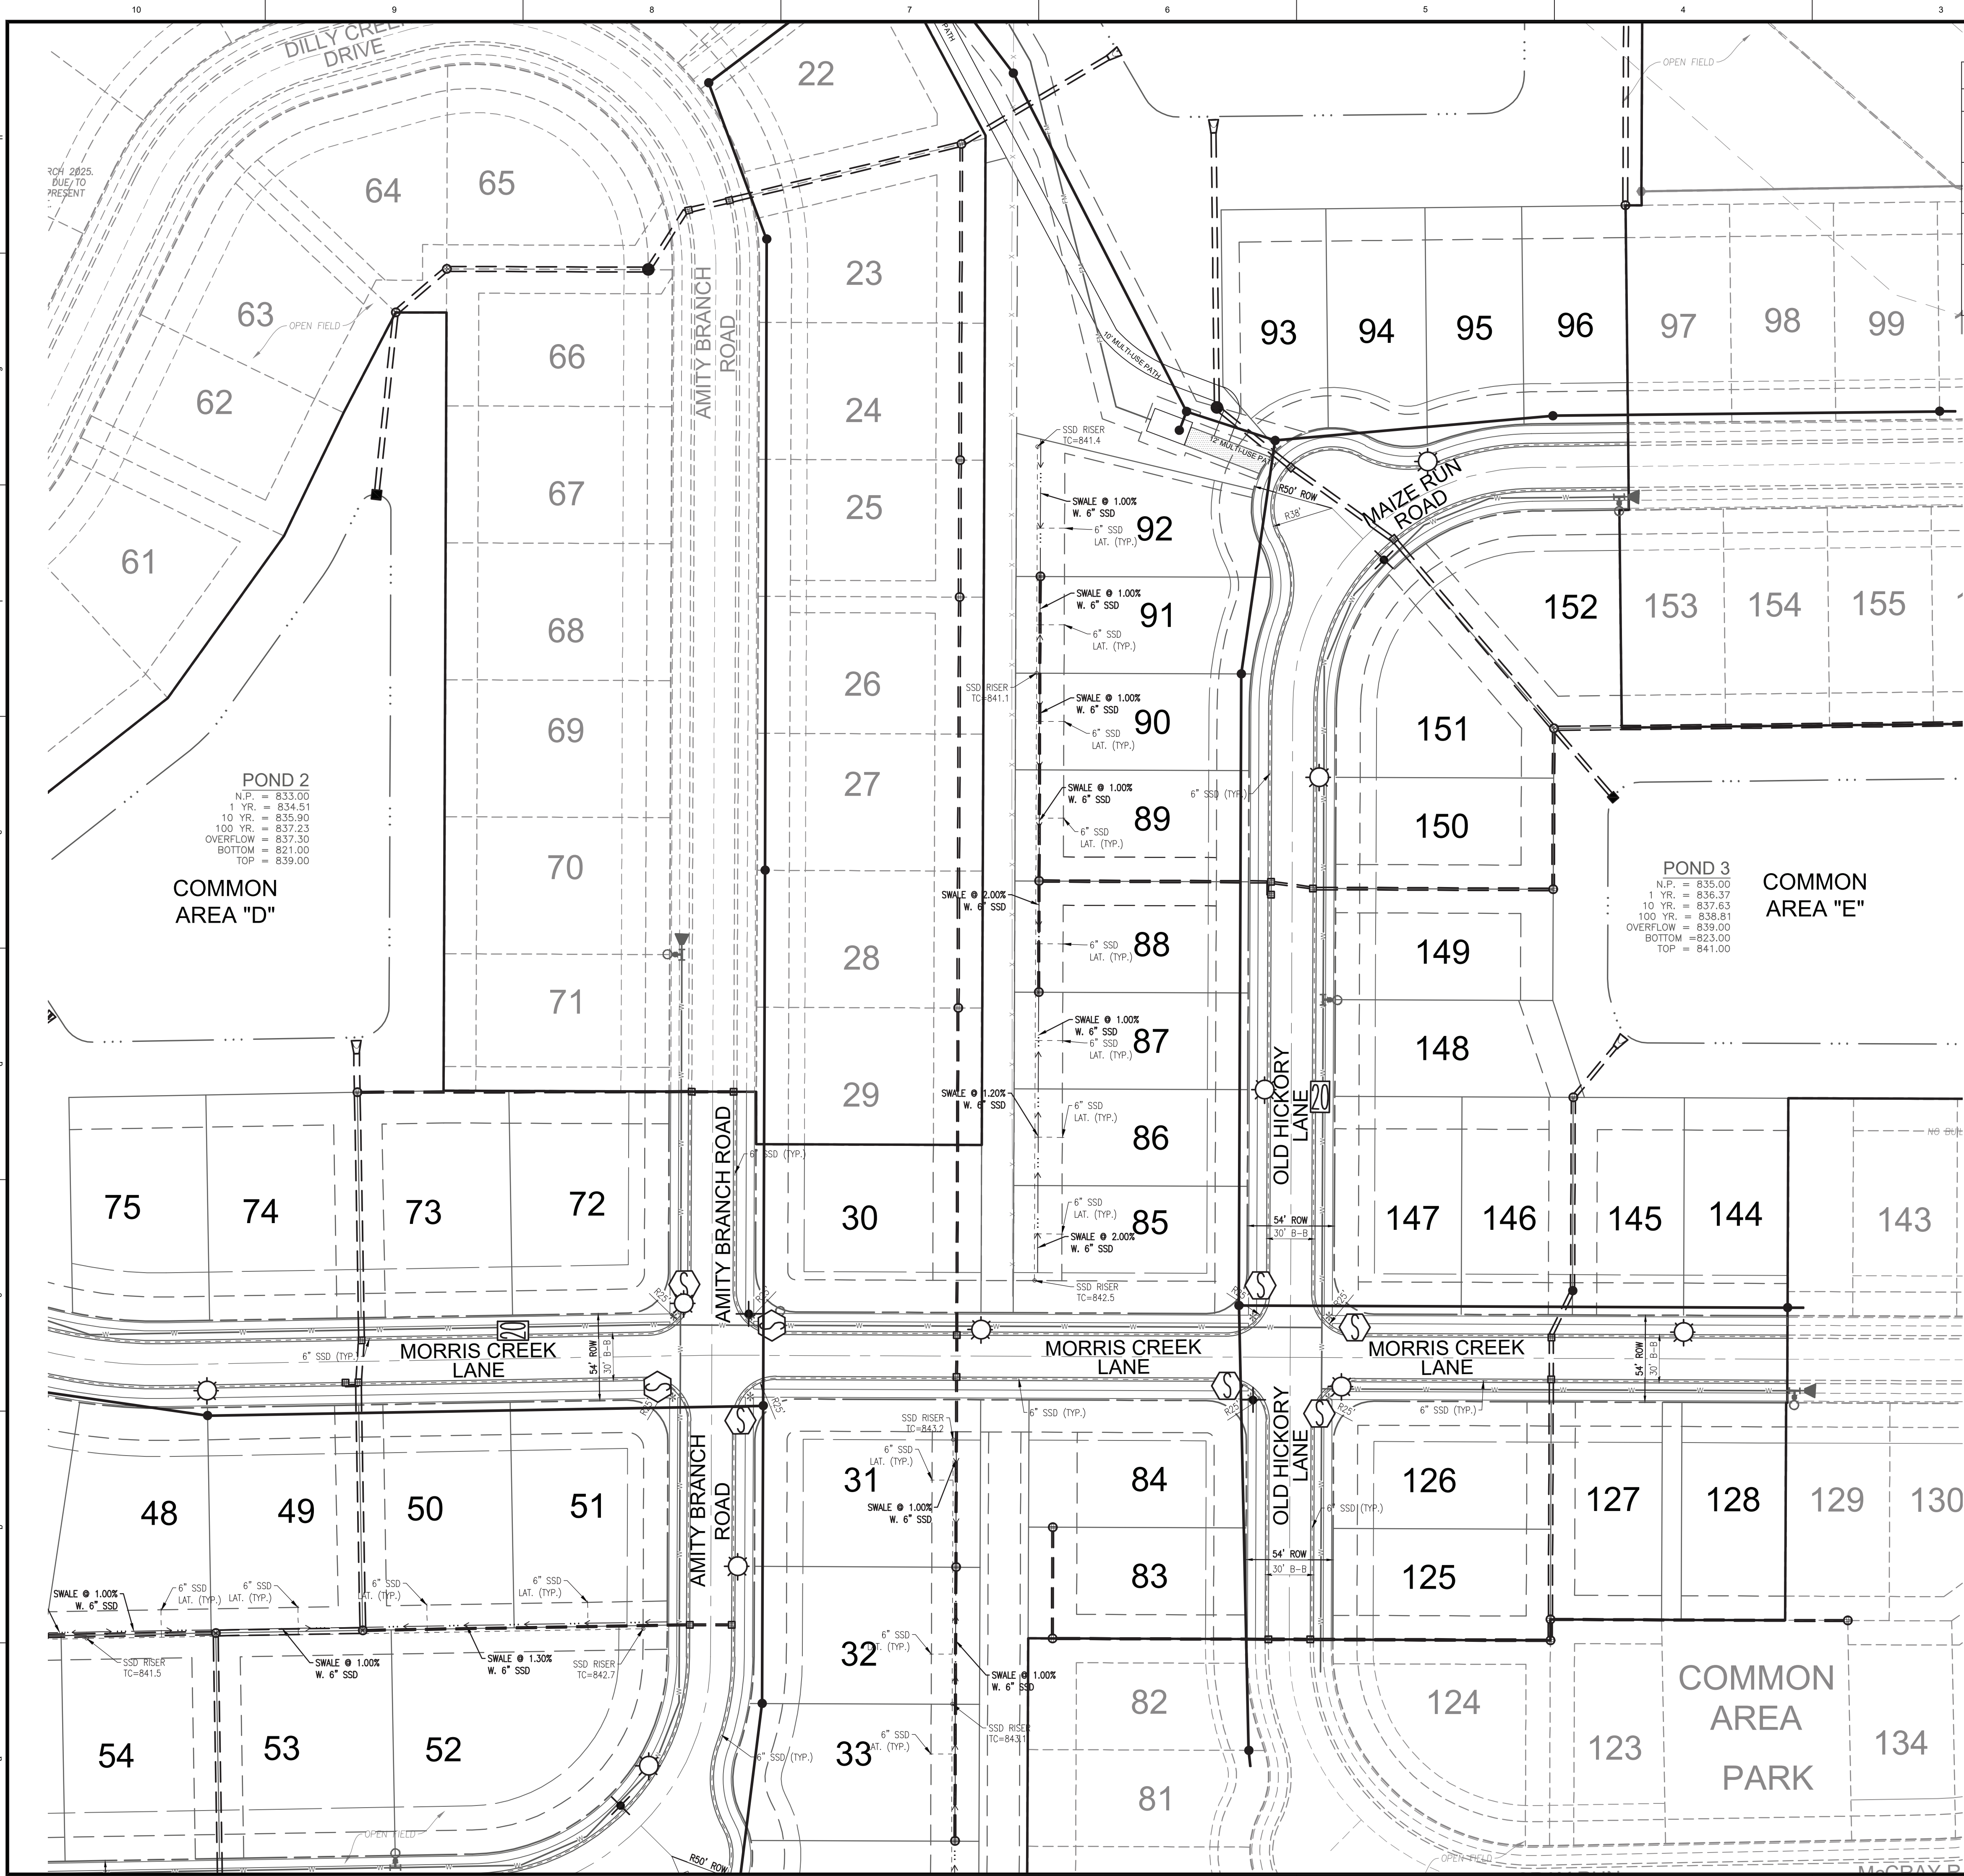 10
9
8
7
6
5
4
3
DILLY CREEK
DRIVE
RCH 2025.
DUE TO
PRESENT
22
PATH
OPEN FIELD
64
65
63
OPEN FIELD
62
61
66
67
68
69
70
71
AMITY BRANCH
ROAD
23
24
25
26
27
28
29
10' MULTI-USE PATH
12' MULTI-USE PATH
93
94
95
96
97
98
99
SSD RISER
TC=841.4
R50' ROW
R38'
MAIZE RUN
ROAD
SWALE @ 1.00%
W. 6" SSD
6" SSD
LAT. (TYP.)
92
SWALE @ 1.00%
W. 6" SSD
6" SSD
LAT. (TYP.)
91
SSD RISER
TC=841.1
SWALE @ 1.00%
W. 6" SSD
6" SSD
LAT. (TYP.)
90
SWALE @ 1.00%
W. 6" SSD
6" SSD
LAT. (TYP.)
89
6" SSD (TYP.)
SWALE @ 2.00%
W. 6" SSD
6" SSD
LAT. (TYP.)
88
SWALE @ 1.00%
W. 6" SSD
6" SSD
LAT. (TYP.)
87
SWALE @ 1.20%
W. 6" SSD
6" SSD
LAT. (TYP.)
86
6" SSD
LAT. (TYP.)
85
SWALE @ 2.00%
W. 6" SSD
SSD RISER
TC=842.5
152
153
154
155
151
150
149
148
POND 2
N.P. = 833.00
1 YR. = 834.51
10 YR. = 835.90
100 YR. = 837.23
OVERFLOW = 837.30
BOTTOM = 821.00
TOP = 839.00
COMMON
AREA "D"
POND 3
N.P. = 835.00
1 YR. = 836.37
10 YR. = 837.63
100 YR. = 838.81
OVERFLOW = 839.00
BOTTOM =823.00
TOP = 841.00
COMMON
AREA "E"
OLD HICKORY
LANE
20
54' ROW
30' B-B
75
74
73
72
AMITY BRANCH ROAD
6" SSD (TYP.)
30
147
146
145
144
143
NO BUIL
R25'
R25'
S
S
S
S
20
6" SSD (TYP.)
MORRIS CREEK
LANE
54' ROW
30' B-B
MORRIS CREEK
LANE
MORRIS CREEK
LANE
54' ROW
30' B-B
S
S
S
S
R25'
R25'
R25'
R25'
6" SSD (TYP.)
6" SSD (TYP.)
48
49
50
51
AMITY BRANCH
ROAD
SSD RISER
TC=843.2
6" SSD
LAT. (TYP.)
31
SWALE @ 1.00%
W. 6" SSD
84
83
OLD HICKORY
LANE
6" SSD (TYP.)
54' ROW
30' B-B
126
125
127
128
129
130
SWALE @ 1.00%
W. 6" SSD
6" SSD
LAT. (TYP.)
6" SSD
LAT. (TYP.)
6" SSD
LAT. (TYP.)
6" SSD
LAT. (TYP.)
SSD RISER
TC=841.5
SWALE @ 1.00%
W. 6" SSD
SWALE @ 1.30%
W. 6" SSD
SSD RISER
TC=842.7
6" SSD
LAT. (TYP.)
32
SWALE @ 1.00%
W. 6" SSD
SSD RISER
TC=843.1
6" SSD
LAT. (TYP.)
33
54
53
52
6" SSD (TYP.)
OPEN FIELD
R50' ROW
82
81
124
123
COMMON
AREA
PARK
134
OPEN FIELD
McCRAY R